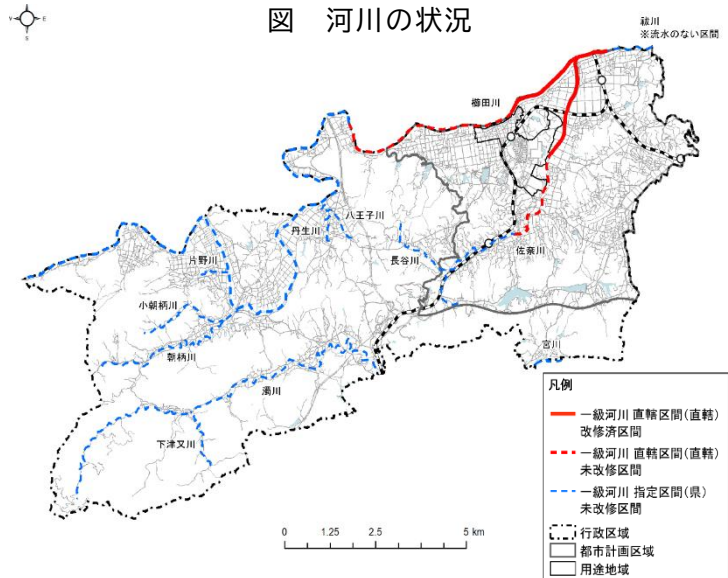 図 河川の状況
N
E
S
祓川
※流水のない区間
櫛田川
八王子川
丹生川
片野川
長谷川
佐奈川
小朝柄川
朝柄川
宮川
濁川
下津又川
凡例
一級河川 直轄区間(直轄)
改修済区間
一級河川 直轄区間(直轄)
未改修区間
一級河川 指定区間(県)
未改修区間
行政区域
都市計画区域
用途地域
0 1.25 2.5 5 km